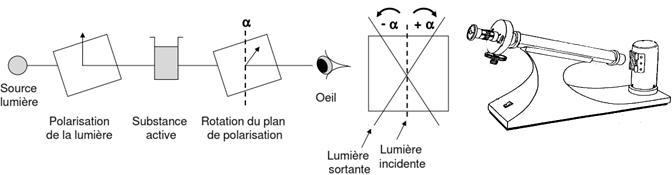 Source
lumière
Polarisation
de la lumière
Substance
active
α
Rotation du plan
de polarisation
Oeil
- α + α
Lumière
sortante
Lumière
incidente